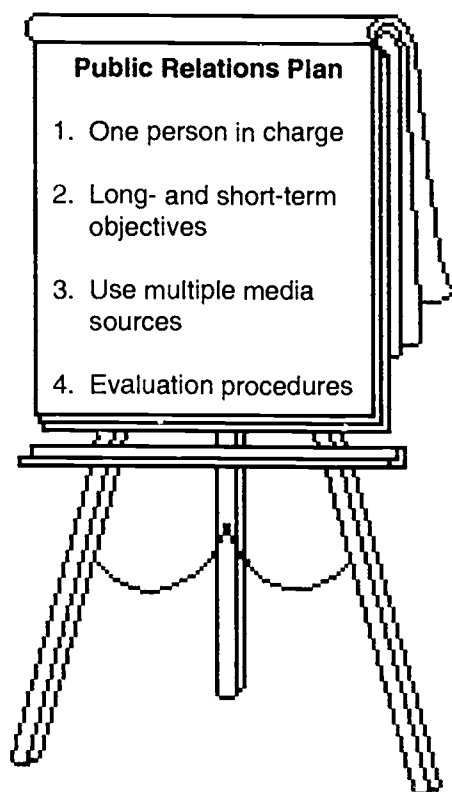 Public Relations Plan
1. One person in charge
2. Long- and short-term
objectives
3. Use multiple media
sources
4. Evaluation procedures